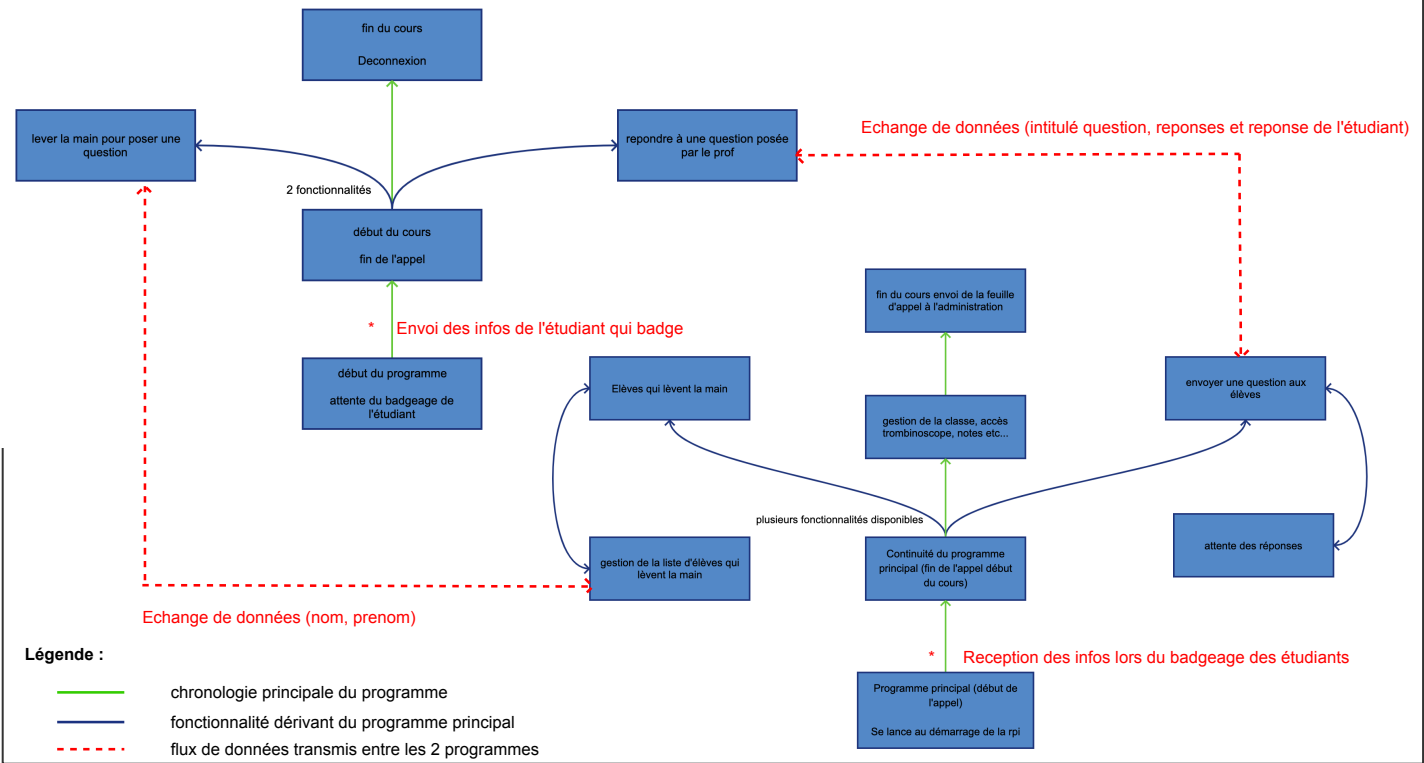 fin du cours
Deconnexion
lever la main pour poser une
question
repondre à une question posée
par le prof
Echange de données (intitulé question, reponses et reponse de l'étudiant)
2 fonctionnalités
début du cours
fin de l'appel
* Envoi des infos de l'étudiant qui badge
début du programme
attente du badgeage de
l'étudiant
fin du cours envoi de la feuille
d'appel à l'administration
Elèves qui lèvent la main
gestion de la classe, accès
trombinoscope, notes etc...
envoyer une question aux
élèves
plusieurs fonctionnalités disponibles
gestion de la liste d'élèves qui
lèvent la main
Continuité du programme
principal (fin de l'appel début
du cours)
attente des réponses
Echange de données (nom, prenom)
* Reception des infos lors du badgeage des étudiants
Programme principal (début de
l'appel)
Se lance au démarrage de la rpi
Légende :
chronologie principale du programme
fonctionnalité dérivant du programme principal
flux de données transmis entre les 2 programmes